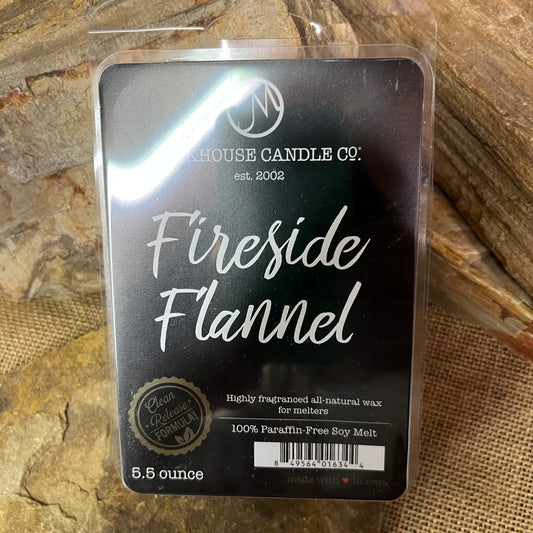 KHOUSE CANDLE CO.
est. 2002
Fireside
Flannel
Clean
Release
FORMULA!
Highly fragranced all-natural wax
for melters
100% Paraffin-Free Soy Melt
8 49564 01634 4
5.5 ounce
made with ♥ in iowa